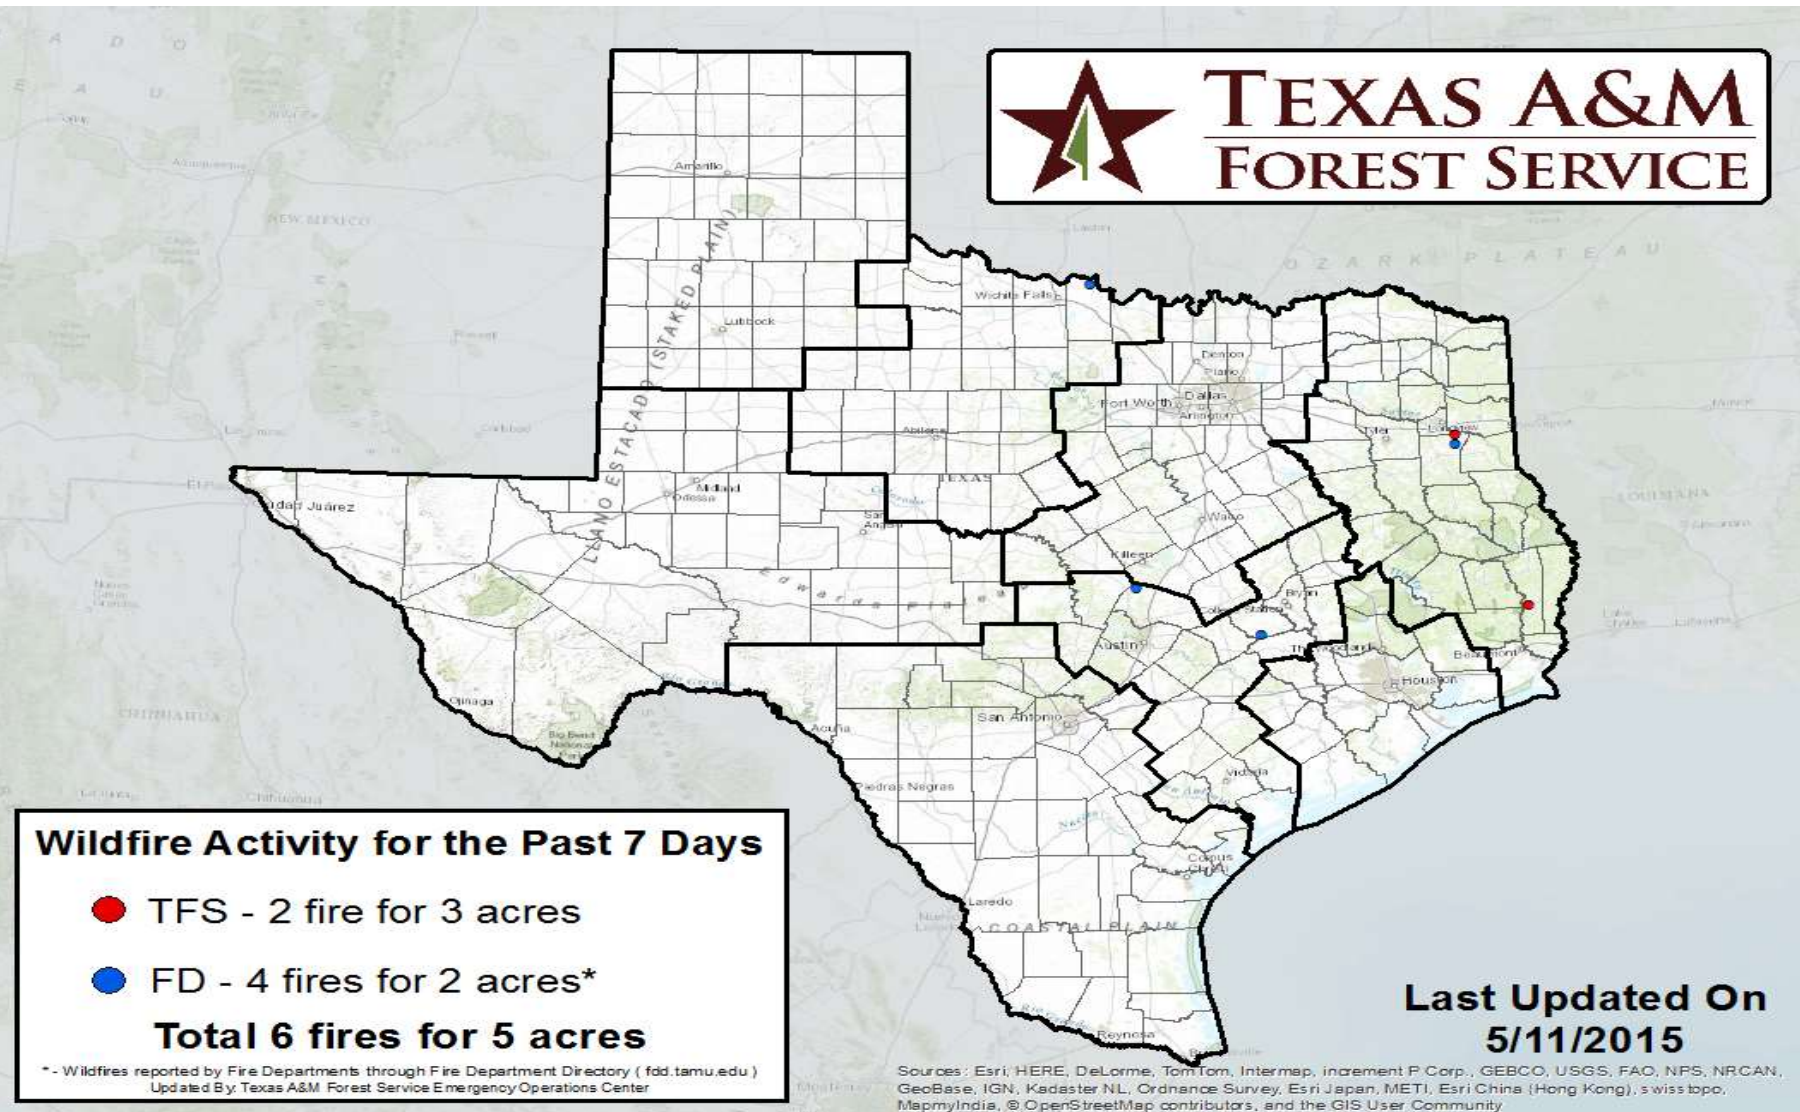 TEXAS A&M
FOREST SERVICE
NEW MEXICO
OZARK PLATEAU
Amarillo
Lubbock
LLANO ESTACADO (STAKED PLAIN)
Wichita Falls
Denton
Plano
Fort Worth
Dallas
Arlington
Abilene
Tyler
Longview
TEXAS
Midland
Odessa
San
Angelo
Waco
Killeen
LOUISIANA
Edwards Plateau
College Station
Bryan
Austin
The Woodlands
Beaumont
Houston
Ojinaga
Big Bend
National
Park
CHIHUAHUA
Chihuahua
Acuña
San Antonio
Victoria
Piedras Negras
Nueces
Corpus
Christi
Laredo
COASTAL PLAIN
Reynosa
Wildfire Activity for the Past 7 Days
TFS - 2 fire for 3 acres
FD - 4 fires for 2 acres*
Total 6 fires for 5 acres
* - Wildfires reported by Fire Departments through Fire Department Directory ( fdd.tamu.edu )
Updated By: Texas A&M Forest Service Emergency Operations Center
Last Updated On
5/11/2015
Sources: Esri, HERE, DeLorme, TomTom, Intermap, increment P Corp., GEBCO, USGS, FAO, NPS, NRCAN,
GeoBase, IGN, Kadaster NL, Ordnance Survey, Esri Japan, METI, Esri China (Hong Kong), swisstopo,
MapmyIndia, © OpenStreetMap contributors, and the GIS User Community